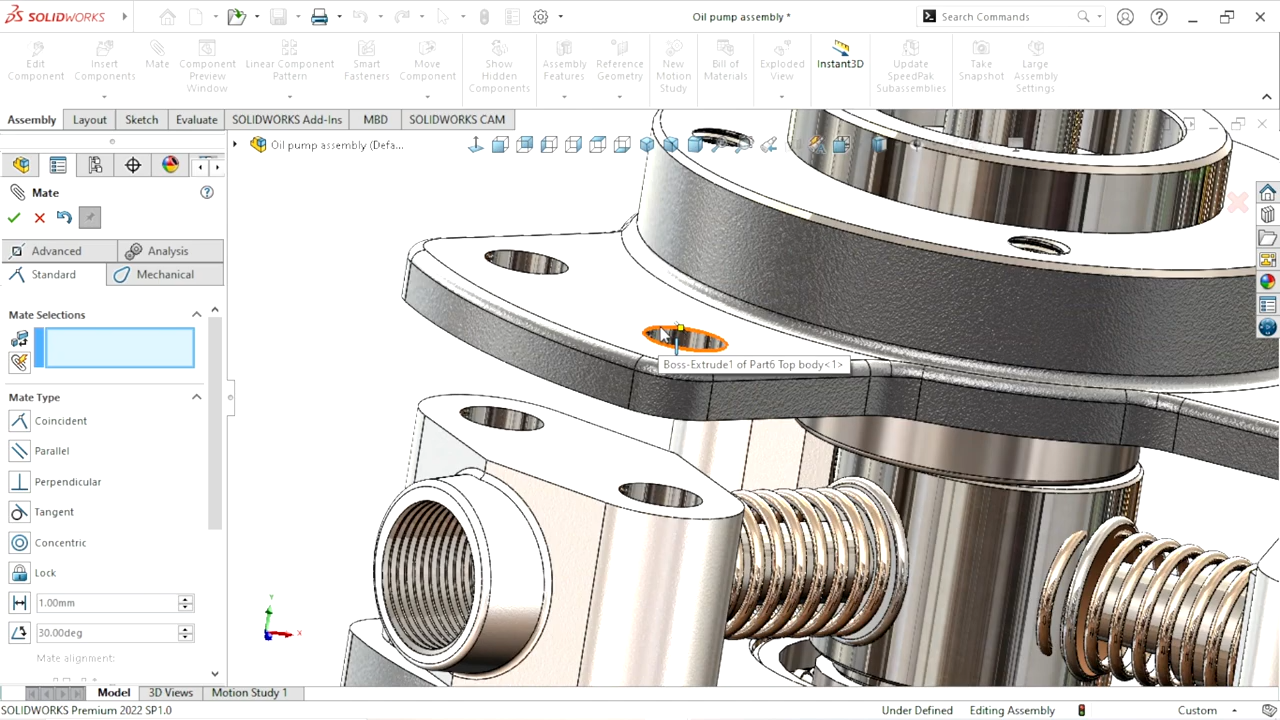 SOLIDWORKS
Oil pump assembly *
Search Commands
Edit Component
Insert Components
Mate
Component Preview Window
Linear Component Pattern
Smart Fasteners
Move Component
Show Hidden Components
Assembly Features
Reference Geometry
New Motion Study
Bill of Materials
Exploded View
Instant3D
Update SpeedPak Subassemblies
Take Snapshot
Large Assembly Settings
Assembly Layout Sketch Evaluate SOLIDWORKS Add-Ins MBD SOLIDWORKS CAM
Oil pump assembly (Defa...
Mate
Advanced
Analysis
Standard
Mechanical
Mate Selections
Boss-Extrude1 of Part6 Top body<1>
Mate Type
Coincident
Parallel
Perpendicular
Tangent
Concentric
Lock
1.00mm
30.00deg
Mate alignment:
Y
X
Model 3D Views Motion Study 1
SOLIDWORKS Premium 2022 SP1.0
Under Defined
Editing Assembly
Custom